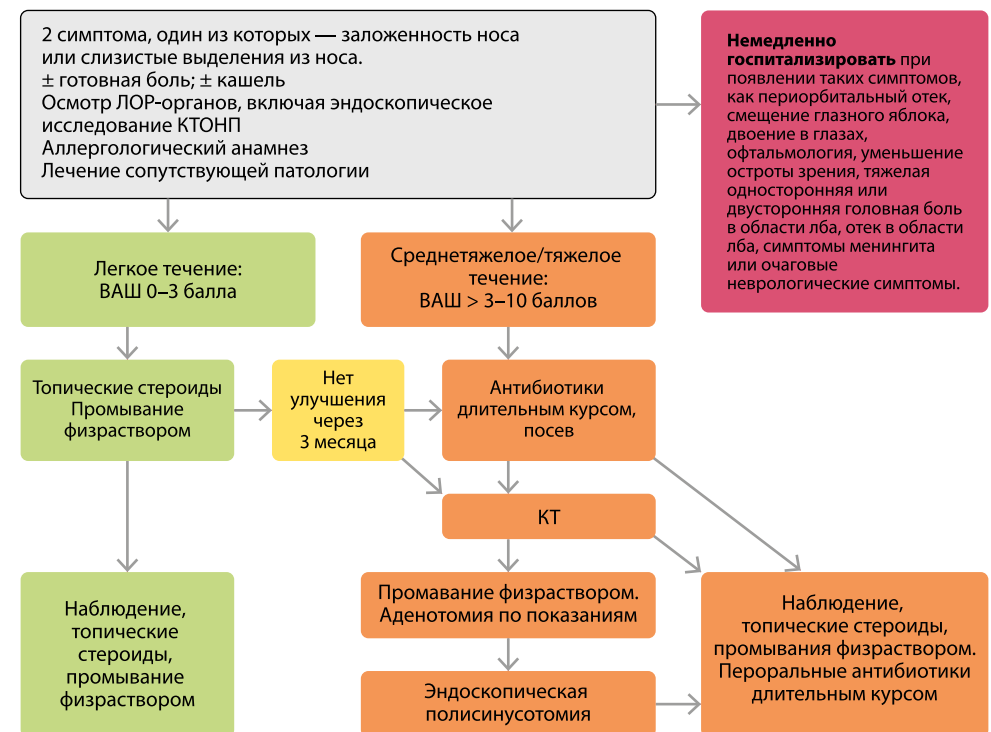 2 симптома, один из которых — заложенность носа
или слизистые выделения из носа.
± готовная боль; ± кашель
Осмотр ЛОР-органов, включая эндоскопическое
исследование КТОНП
Аллергологический анамнез
Лечение сопутствующей патологии
Немедленно
госпитализировать при
появлении таких симптомов,
как периорбитальный отек,
смещение глазного яблока,
двоение в глазах,
офтальмология, уменьшение
остроты зрения, тяжелая
односторонняя или
двусторонняя головная боль
в области лба, отек в области
лба, симптомы менингита
или очаговые
неврологические симптомы.
Легкое течение:
ВАШ 0–3 балла
Среднетяжелое/тяжелое
течение:
ВАШ > 3–10 баллов
Топические стероиды
Промывание
физраствором
Нет
улучшения
через
3 месяца
Антибиотики
длительным курсом,
посев
КТ
Наблюдение,
топические
стероиды,
промывание
физраствором
Промавание физраствором.
Аденотомия по показаниям
Эндоскопическая
полисинусотомия
Наблюдение,
топические стероиды,
промывания физраствором.
Пероральные антибиотики
длительным курсом